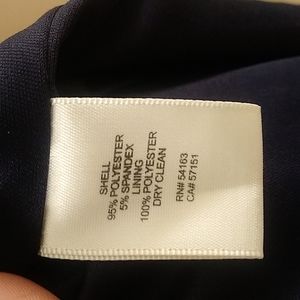 SHELL
95% POLYESTER
5% SPANDEX
LINING
100% POLYESTER
DRY CLEAN
RN# 54163
CA# 57151